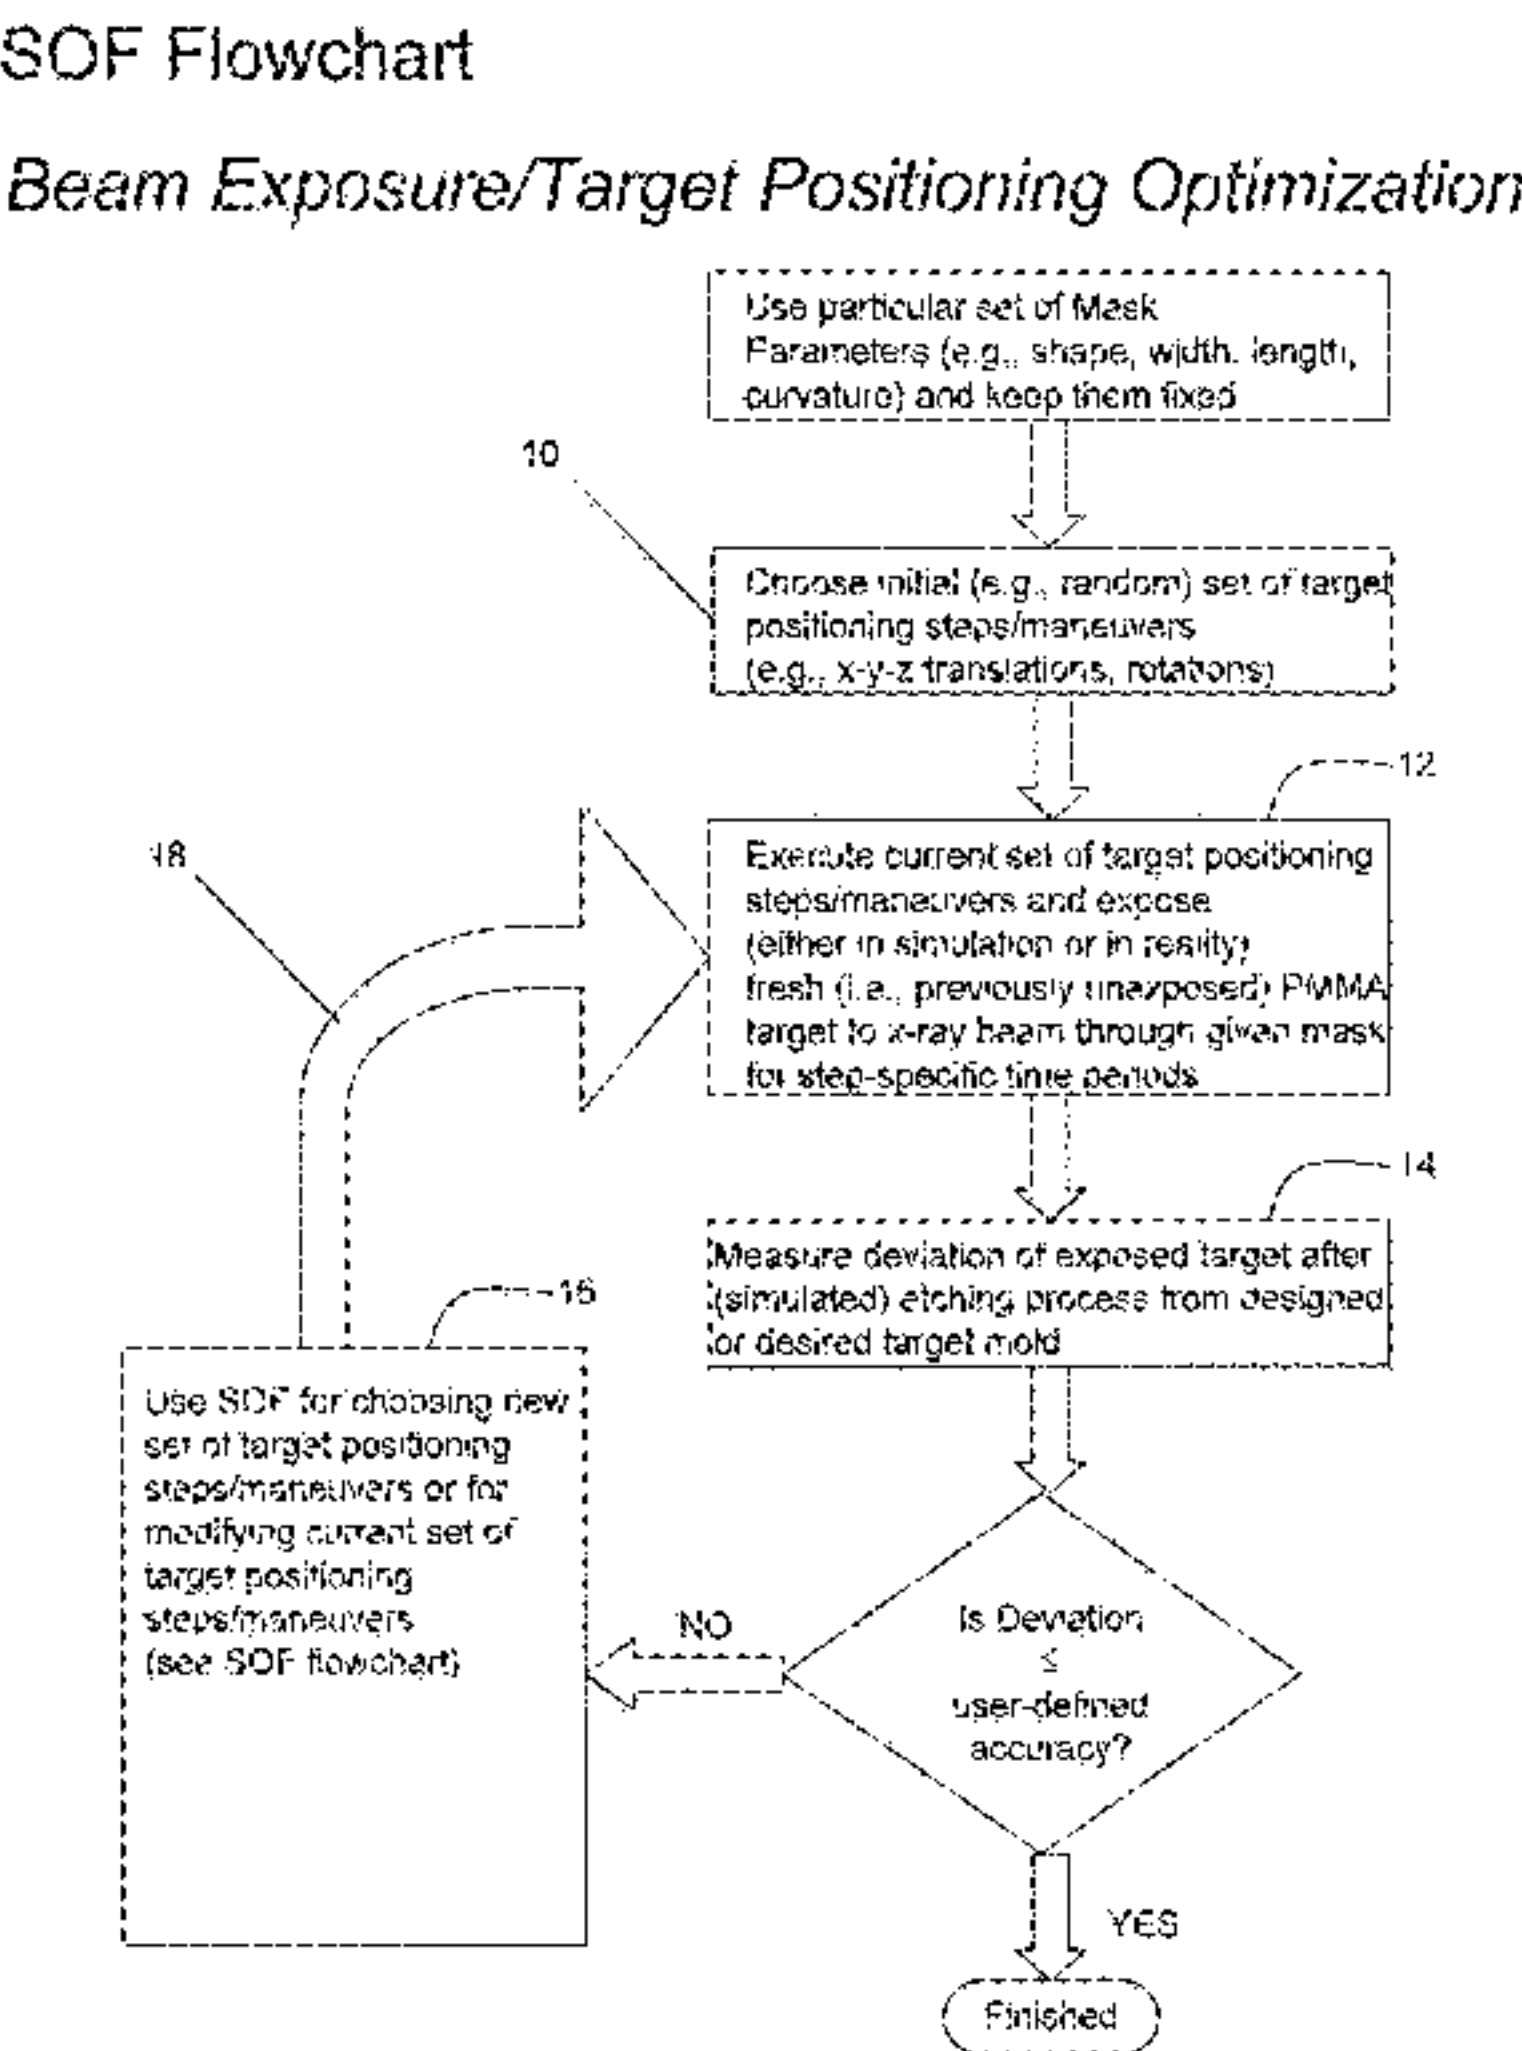 SOF Flowchart
Beam Exposure/Target Positioning Optimization
Use particular set of Mask
Parameters (e.g., shape, width, length,
curvature) and keep them fixed
10
Choose initial (e.g., random) set of target
positioning steps/maneuvers
(e.g., x-y-z translations, rotations)
12
Execute current set of target positioning
steps/maneuvers and expose
(either in simulation or in reality)
fresh (i.e., previously unexposed) PMMA
target to x-ray beam through given mask
for step-specific time periods
18
14
Measure deviation of exposed target after
(simulated) etching process from designed
or desired target mold
16
Use SOF for choosing new
set of target positioning
steps/maneuvers or for
modifying current set of
target positioning
steps/maneuvers
(see SOF flowchart)
NO
Is Deviation
≤
user-defined
accuracy?
YES
Finished